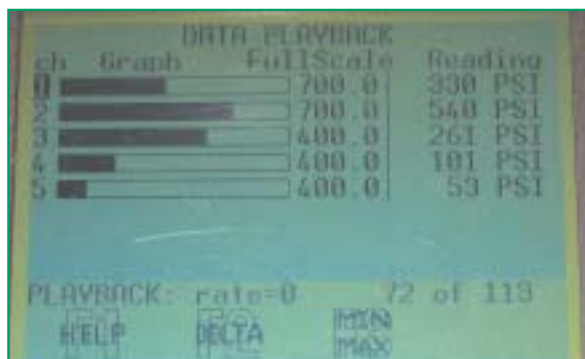 DATA PLAYBACK
ch Graph FullScale Reading
1 700.0 330 PSI
2 700.0 540 PSI
3 400.0 261 PSI
4 400.0 101 PSI
5 400.0 53 PSI
PLAYBACK: rate=0 72 of 113
HELP DELTA MIN
MAX